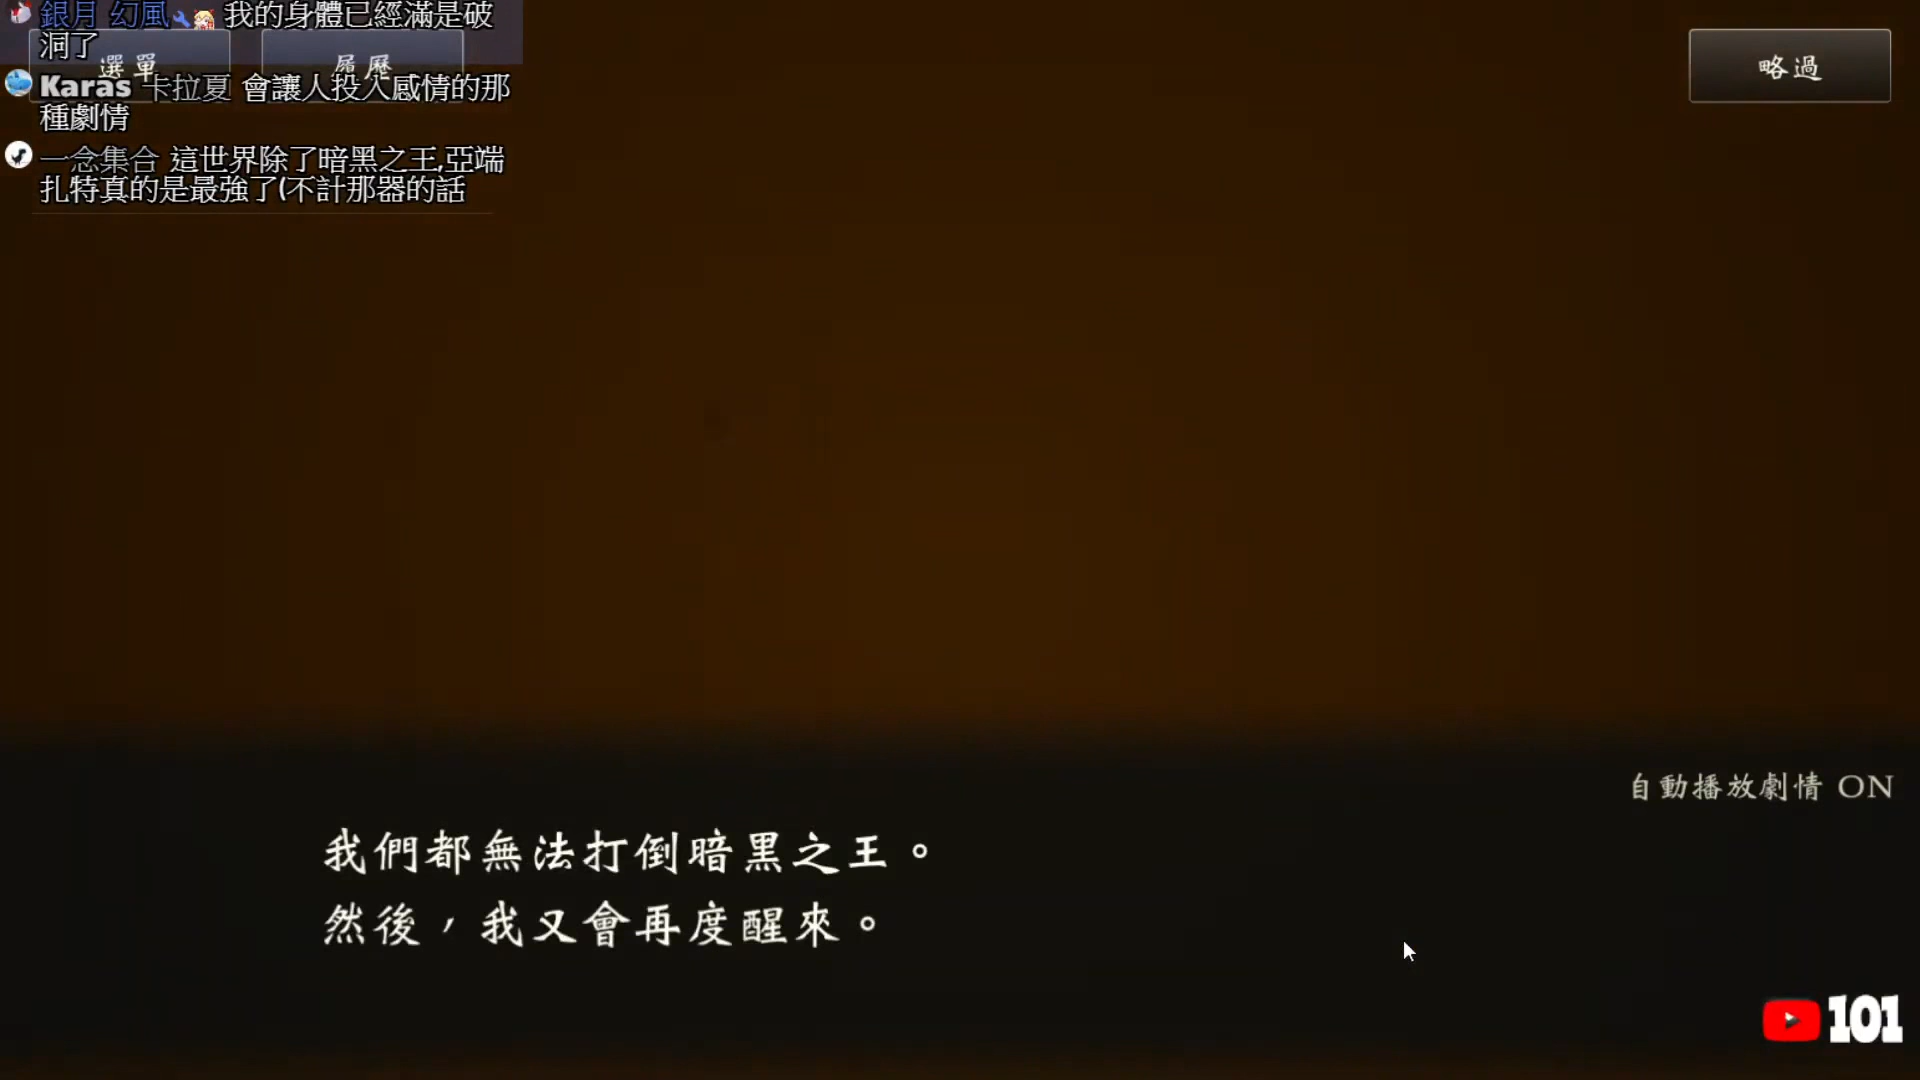 銀月 幻風 我的身體已經滿是破
洞了
選單
履歷
略過
Karas 卡拉夏 會讓人投入感情的那
種劇情
一念集合 這世界除了暗黑之王,亞端
扎特真的是最強了(不計那器的話
自動播放劇情 ON
我們都無法打倒暗黑之王。
然後,我又會再度醒來。
101